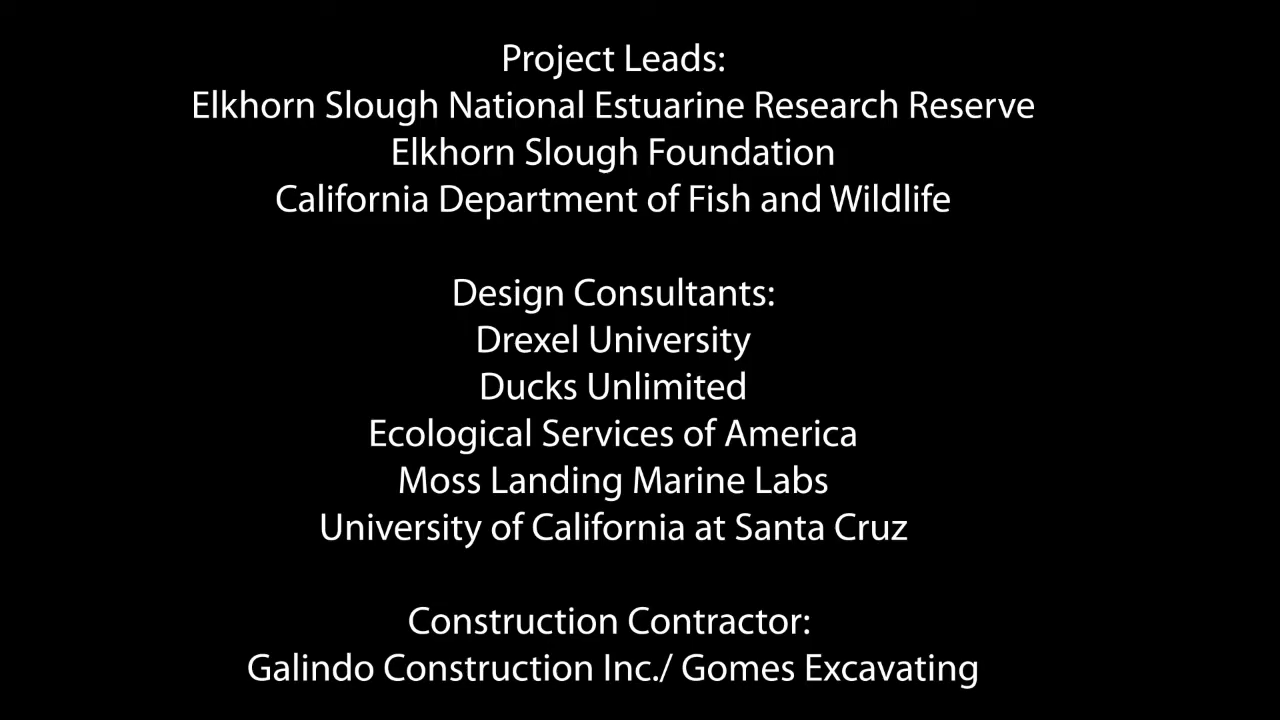 Project Leads:
Elkhorn Slough National Estuarine Research Reserve
Elkhorn Slough Foundation
California Department of Fish and Wildlife
Design Consultants:
Drexel University
Ducks Unlimited
Ecological Services of America
Moss Landing Marine Labs
University of California at Santa Cruz
Construction Contractor:
Galindo Construction Inc./ Gomes Excavating